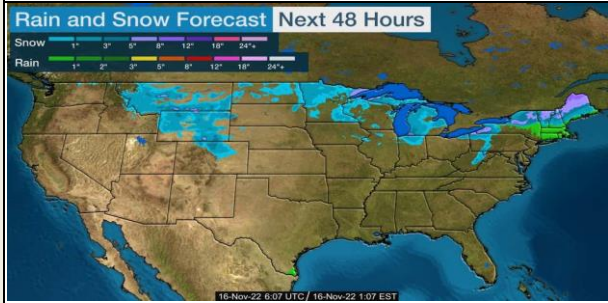 Rain and Snow Forecast Next 48 Hours
Snow
1" 3" 5" 8" 12" 18" 24"+
Rain
1" 2" 3" 5" 8" 12" 18" 24"+
16-Nov-22 6:07 UTC / 16-Nov-22 1:07 EST